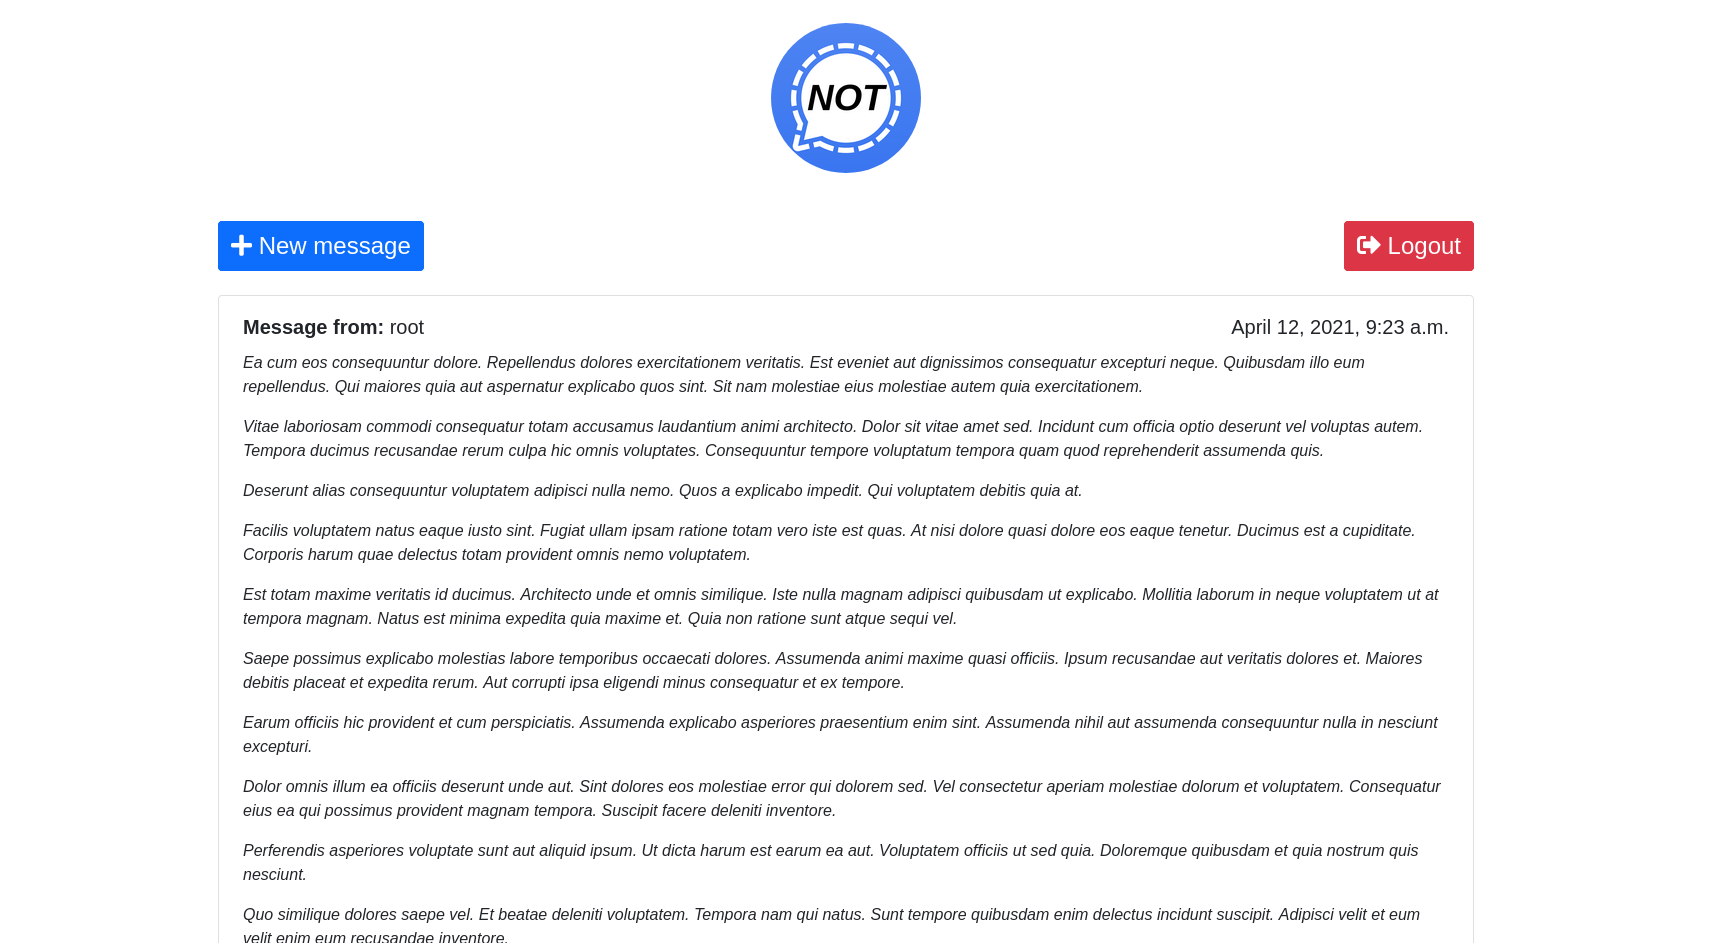 NOT
New message
Logout
Message from: root
April 12, 2021, 9:23 a.m.
Ea cum eos consequuntur dolore. Repellendus dolores exercitationem veritatis. Est eveniet aut dignissimos consequatur excepturi neque. Quibusdam illo eum
repellendus. Qui maiores quia aut aspernatur explicabo quos sint. Sit nam molestiae eius molestiae autem quia exercitationem.
Vitae laboriosam commodi consequatur totam accusamus laudantium animi architecto. Dolor sit vitae amet sed. Incidunt cum officia optio deserunt vel voluptas autem.
Tempora ducimus recusandae rerum culpa hic omnis voluptates. Consequuntur tempore voluptatum tempora quam quod reprehenderit assumenda quis.
Deserunt alias consequuntur voluptatem adipisci nulla nemo. Quos a explicabo impedit. Qui voluptatem debitis quia at.
Facilis voluptatem natus eaque iusto sint. Fugiat ullam ipsam ratione totam vero iste est quas. At nisi dolore quasi dolore eos eaque tenetur. Ducimus est a cupiditate.
Corporis harum quae delectus totam provident omnis nemo voluptatem.
Est totam maxime veritatis id ducimus. Architecto unde et omnis similique. Iste nulla magnam adipisci quibusdam ut explicabo. Mollitia laborum in neque voluptatem ut at
tempora magnam. Natus est minima expedita quia maxime et. Quia non ratione sunt atque sequi vel.
Saepe possimus explicabo molestias labore temporibus occaecati dolores. Assumenda animi maxime quasi officiis. Ipsum recusandae aut veritatis dolores et. Maiores
debitis placeat et expedita rerum. Aut corrupti ipsa eligendi minus consequatur et ex tempore.
Earum officiis hic provident et cum perspiciatis. Assumenda explicabo asperiores praesentium enim sint. Assumenda nihil aut assumenda consequuntur nulla in nesciunt
excepturi.
Dolor omnis illum ea officiis deserunt unde aut. Sint dolores eos molestiae error qui dolorem sed. Vel consectetur aperiam molestiae dolorum et voluptatem. Consequatur
eius ea qui possimus provident magnam tempora. Suscipit facere deleniti inventore.
Perferendis asperiores voluptate sunt aut aliquid ipsum. Ut dicta harum est earum ea aut. Voluptatem officiis ut sed quia. Doloremque quibusdam et quia nostrum quis
nesciunt.
Quo similique dolores saepe vel. Et beatae deleniti voluptatem. Tempora nam qui natus. Sunt tempore quibusdam enim delectus incidunt suscipit. Adipisci velit et eum
velit enim eum recusandae inventore.